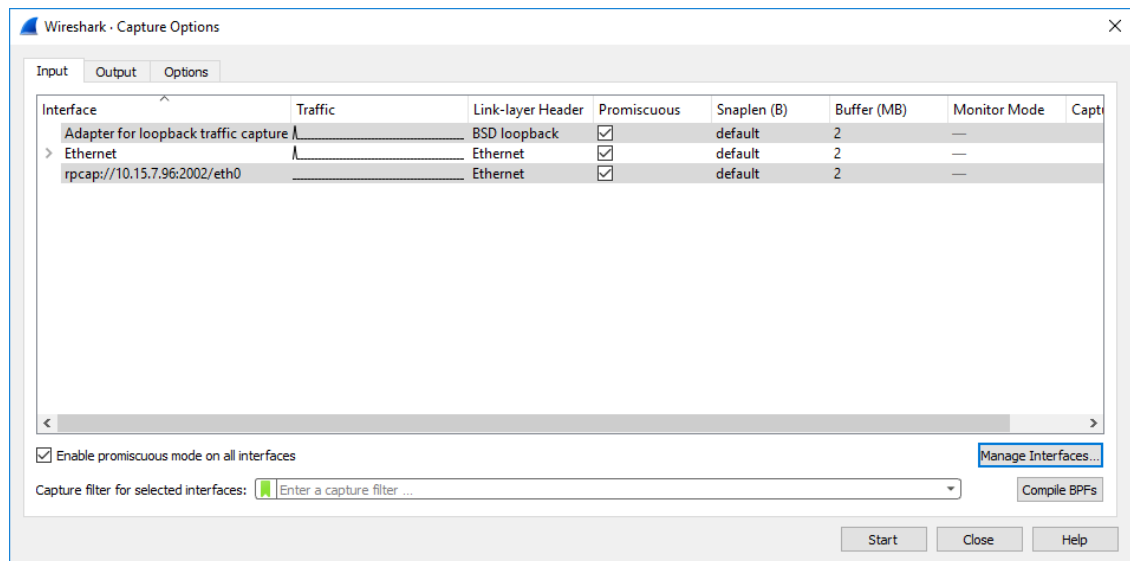 Wireshark · Capture Options
Input Output Options
Interface Traffic Link-layer Header Promiscuous Snaplen (B) Buffer (MB) Monitor Mode Captu
Adapter for loopback traffic capture BSD loopback default 2 —
Ethernet Ethernet default 2 —
rpcap://10.15.7.96:2002/eth0 Ethernet default 2 —
Enable promiscuous mode on all interfaces Manage Interfaces...
Capture filter for selected interfaces: Enter a capture filter ... Compile BPFs
Start Close Help